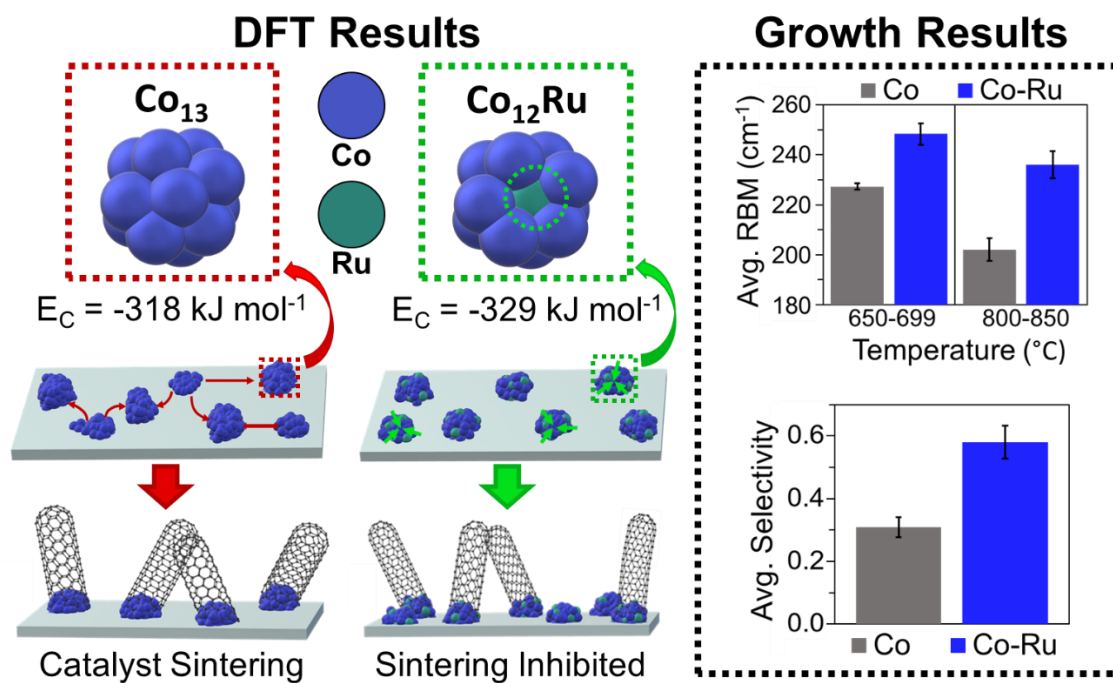 DFT Results
Co₁₃
Co
Ru
Co₁₂Ru
E_C = -318 kJ mol⁻¹
E_C = -329 kJ mol⁻¹
Catalyst Sintering
Sintering Inhibited
Growth Results
Co Co-Ru
Avg. RBM (cm⁻¹)
260
240
220
200
180
650-699 800-850
Temperature (°C)
Avg. Selectivity
0.6
0.4
0.2
0.0
Co Co-Ru